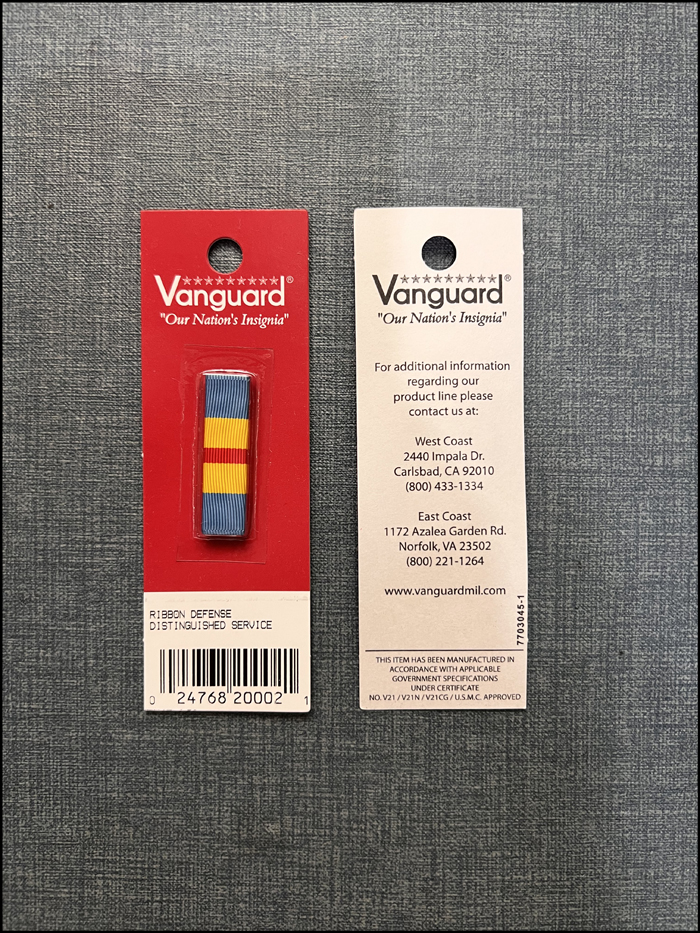 *********
Vanguard®
"Our Nation's Insignia"
RIBBON DEFENSE
DISTINGUISHED SERVICE
0 24768 20002 1
*********
Vanguard®
"Our Nation's Insignia"
For additional information
regarding our
product line please
contact us at:
West Coast
2440 Impala Dr.
Carlsbad, CA 92010
(800) 433-1334
East Coast
1172 Azalea Garden Rd.
Norfolk, VA 23502
(800) 221-1264
www.vanguardmil.com
7703045-1
THIS ITEM HAS BEEN MANUFACTURED IN
ACCORDANCE WITH APPLICABLE
GOVERNMENT SPECIFICATIONS
UNDER CERTIFICATE
NO. V21 / V21N / V21CG / U.S.M.C. APPROVED